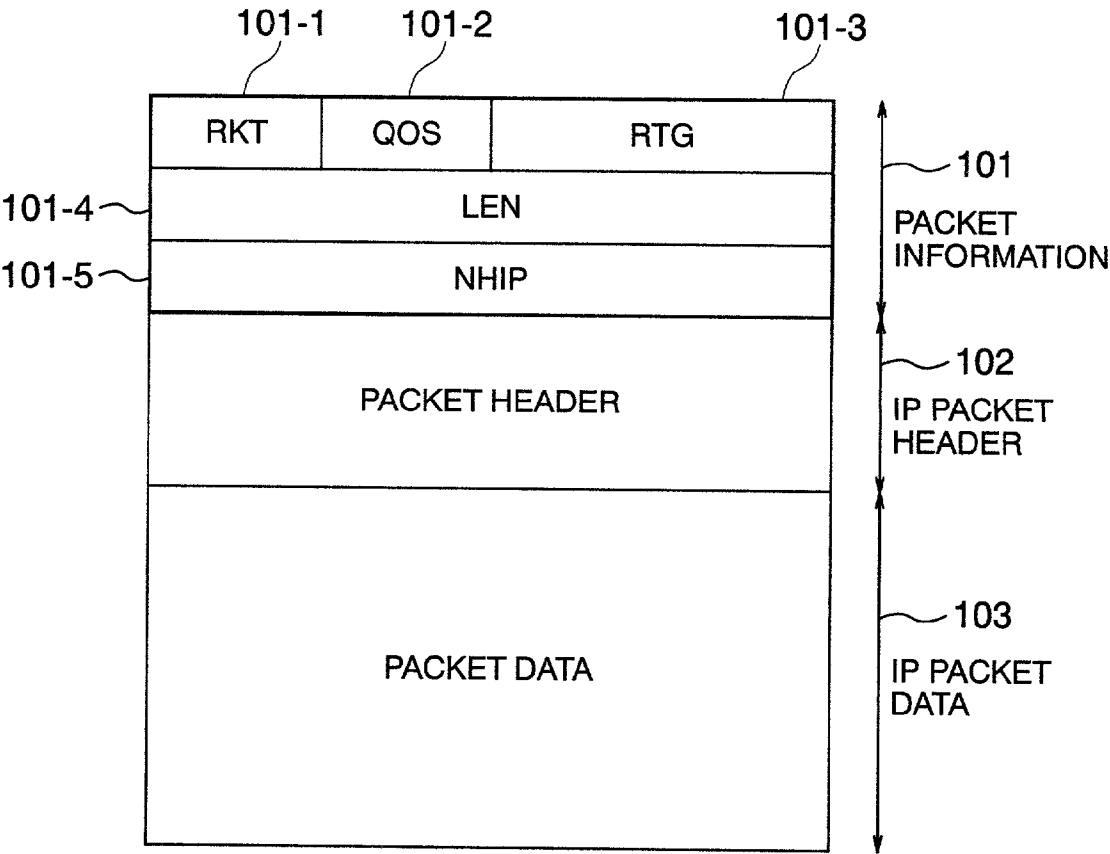 101-1
101-2
101-3
RKT
QOS
RTG
101
101-4
LEN
PACKET
INFORMATION
101-5
NHIP
102
PACKET HEADER
IP PACKET
HEADER
103
PACKET DATA
IP PACKET
DATA